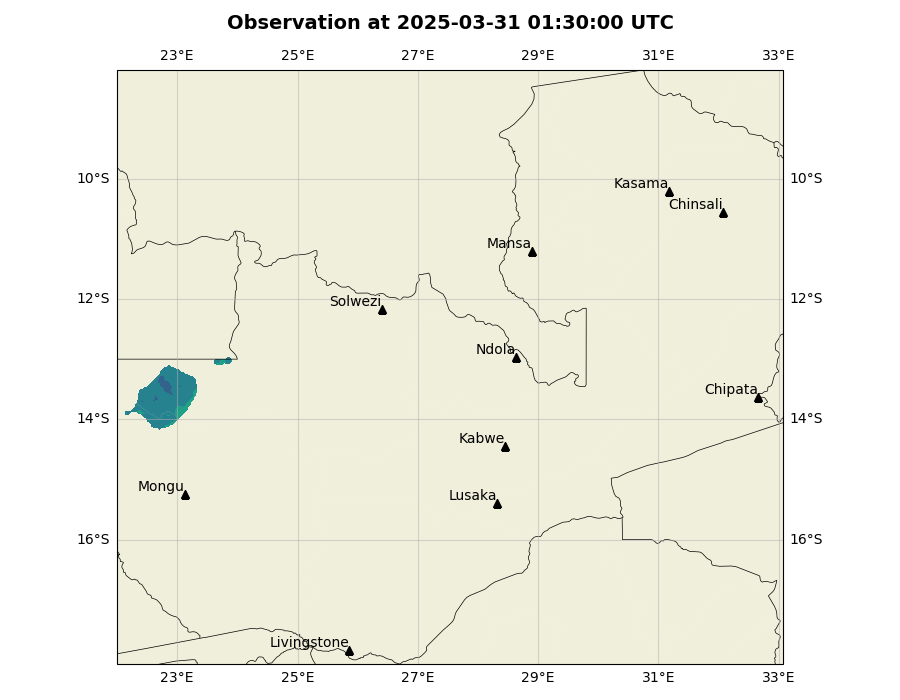 Observation at 2025-03-31 01:30:00 UTC
23°E 25°E 27°E 29°E 31°E 33°E
10°S 10°S
Kasama
Chinsali
Mansa
12°S 12°S
Solwezi
Ndola
Chipata
14°S 14°S
Kabwe
Mongu
Lusaka
16°S 16°S
Livingstone
23°E 25°E 27°E 29°E 31°E 33°E